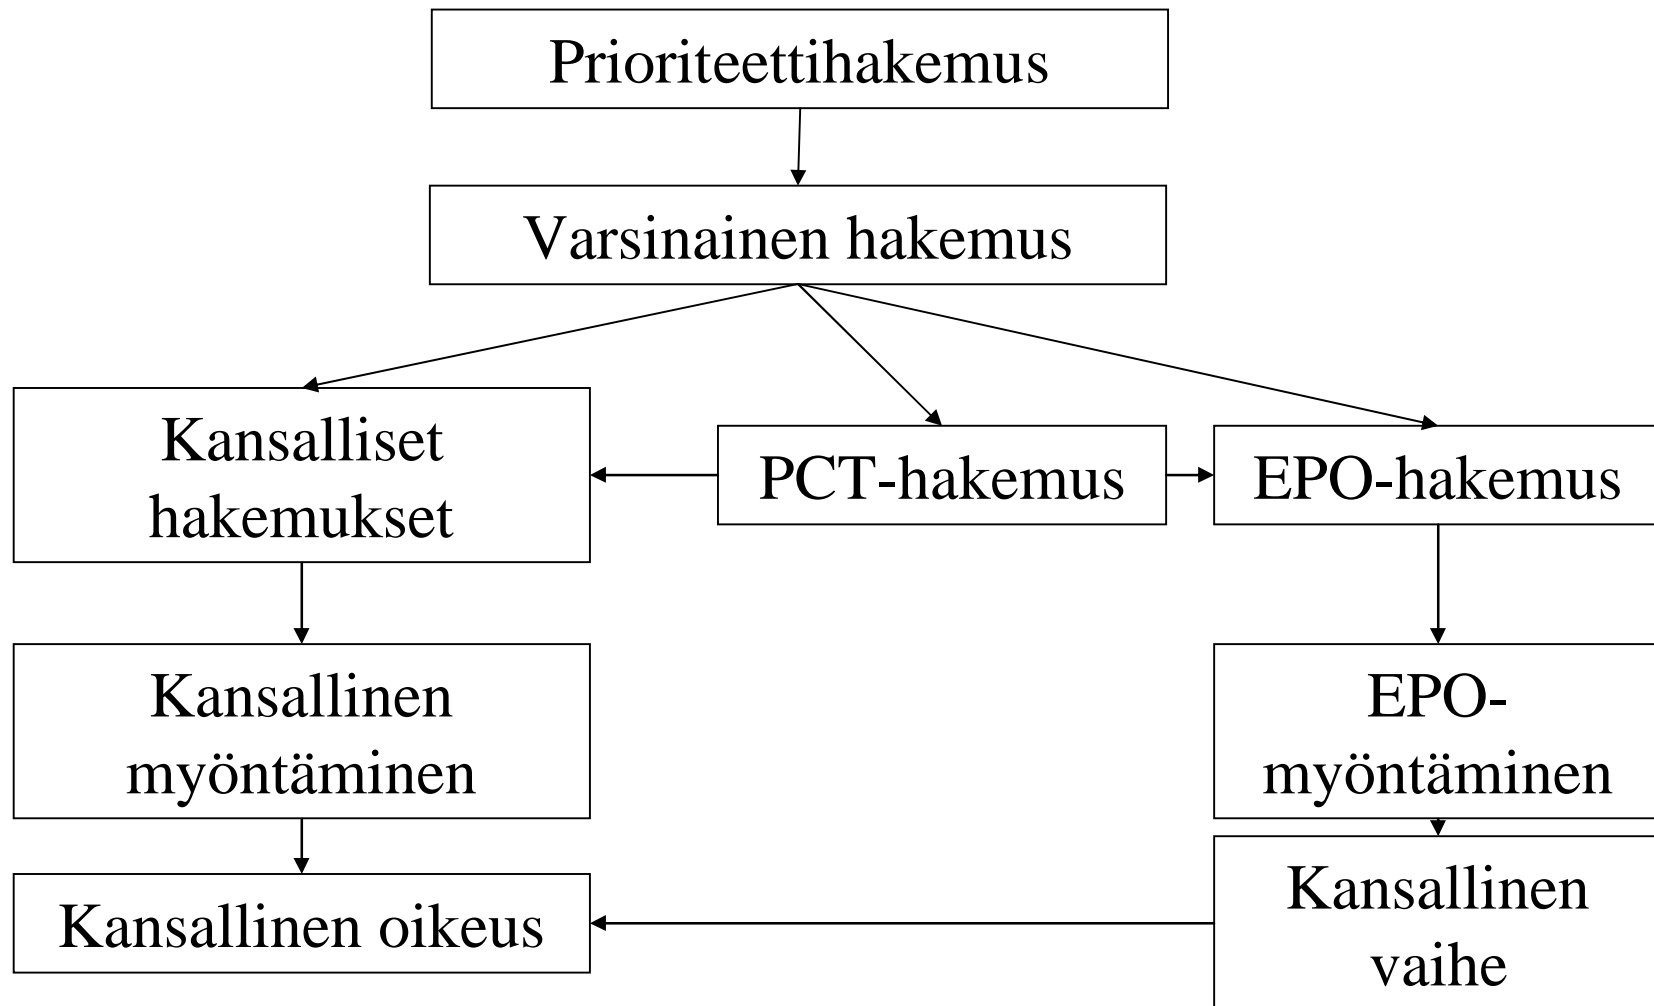 Prioriteettihakemus
Varsinainen hakemus
Kansalliset
hakemukset
PCT-hakemus
EPO-hakemus
Kansallinen
myöntäminen
EPO-
myöntäminen
Kansallinen oikeus
Kansallinen
vaihe